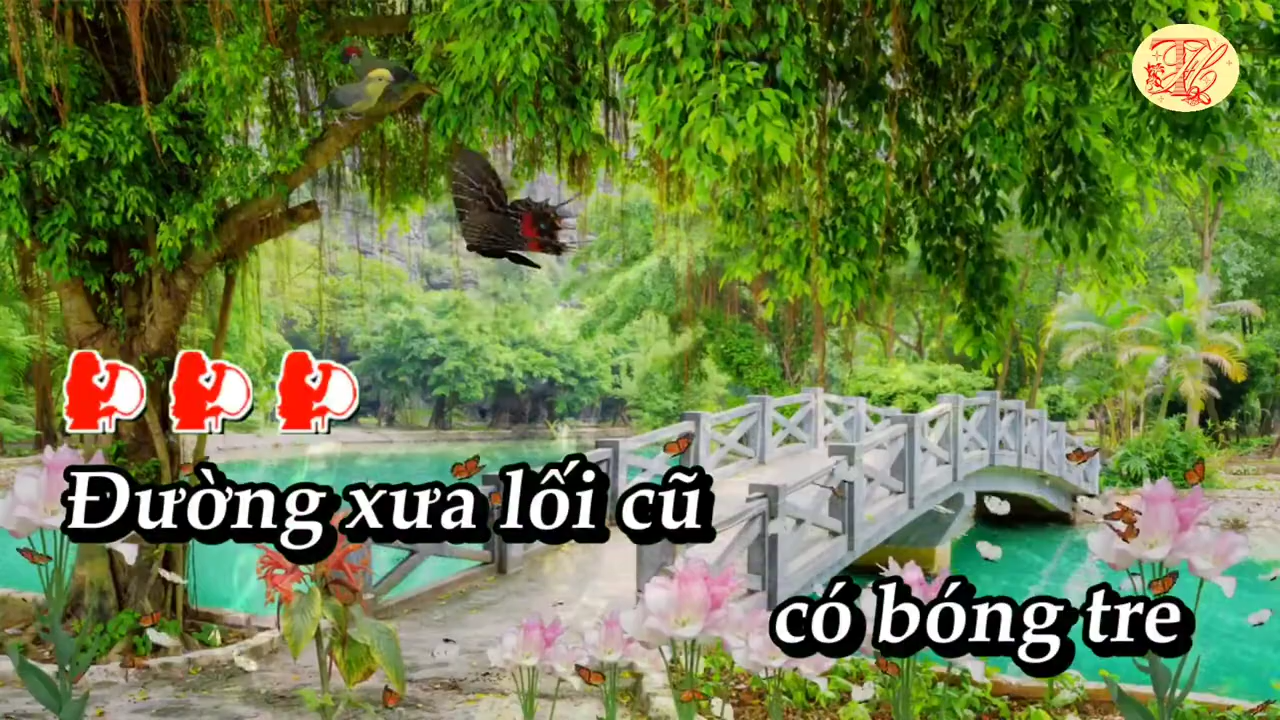 Đường xưa lối cũ
có bóng tre